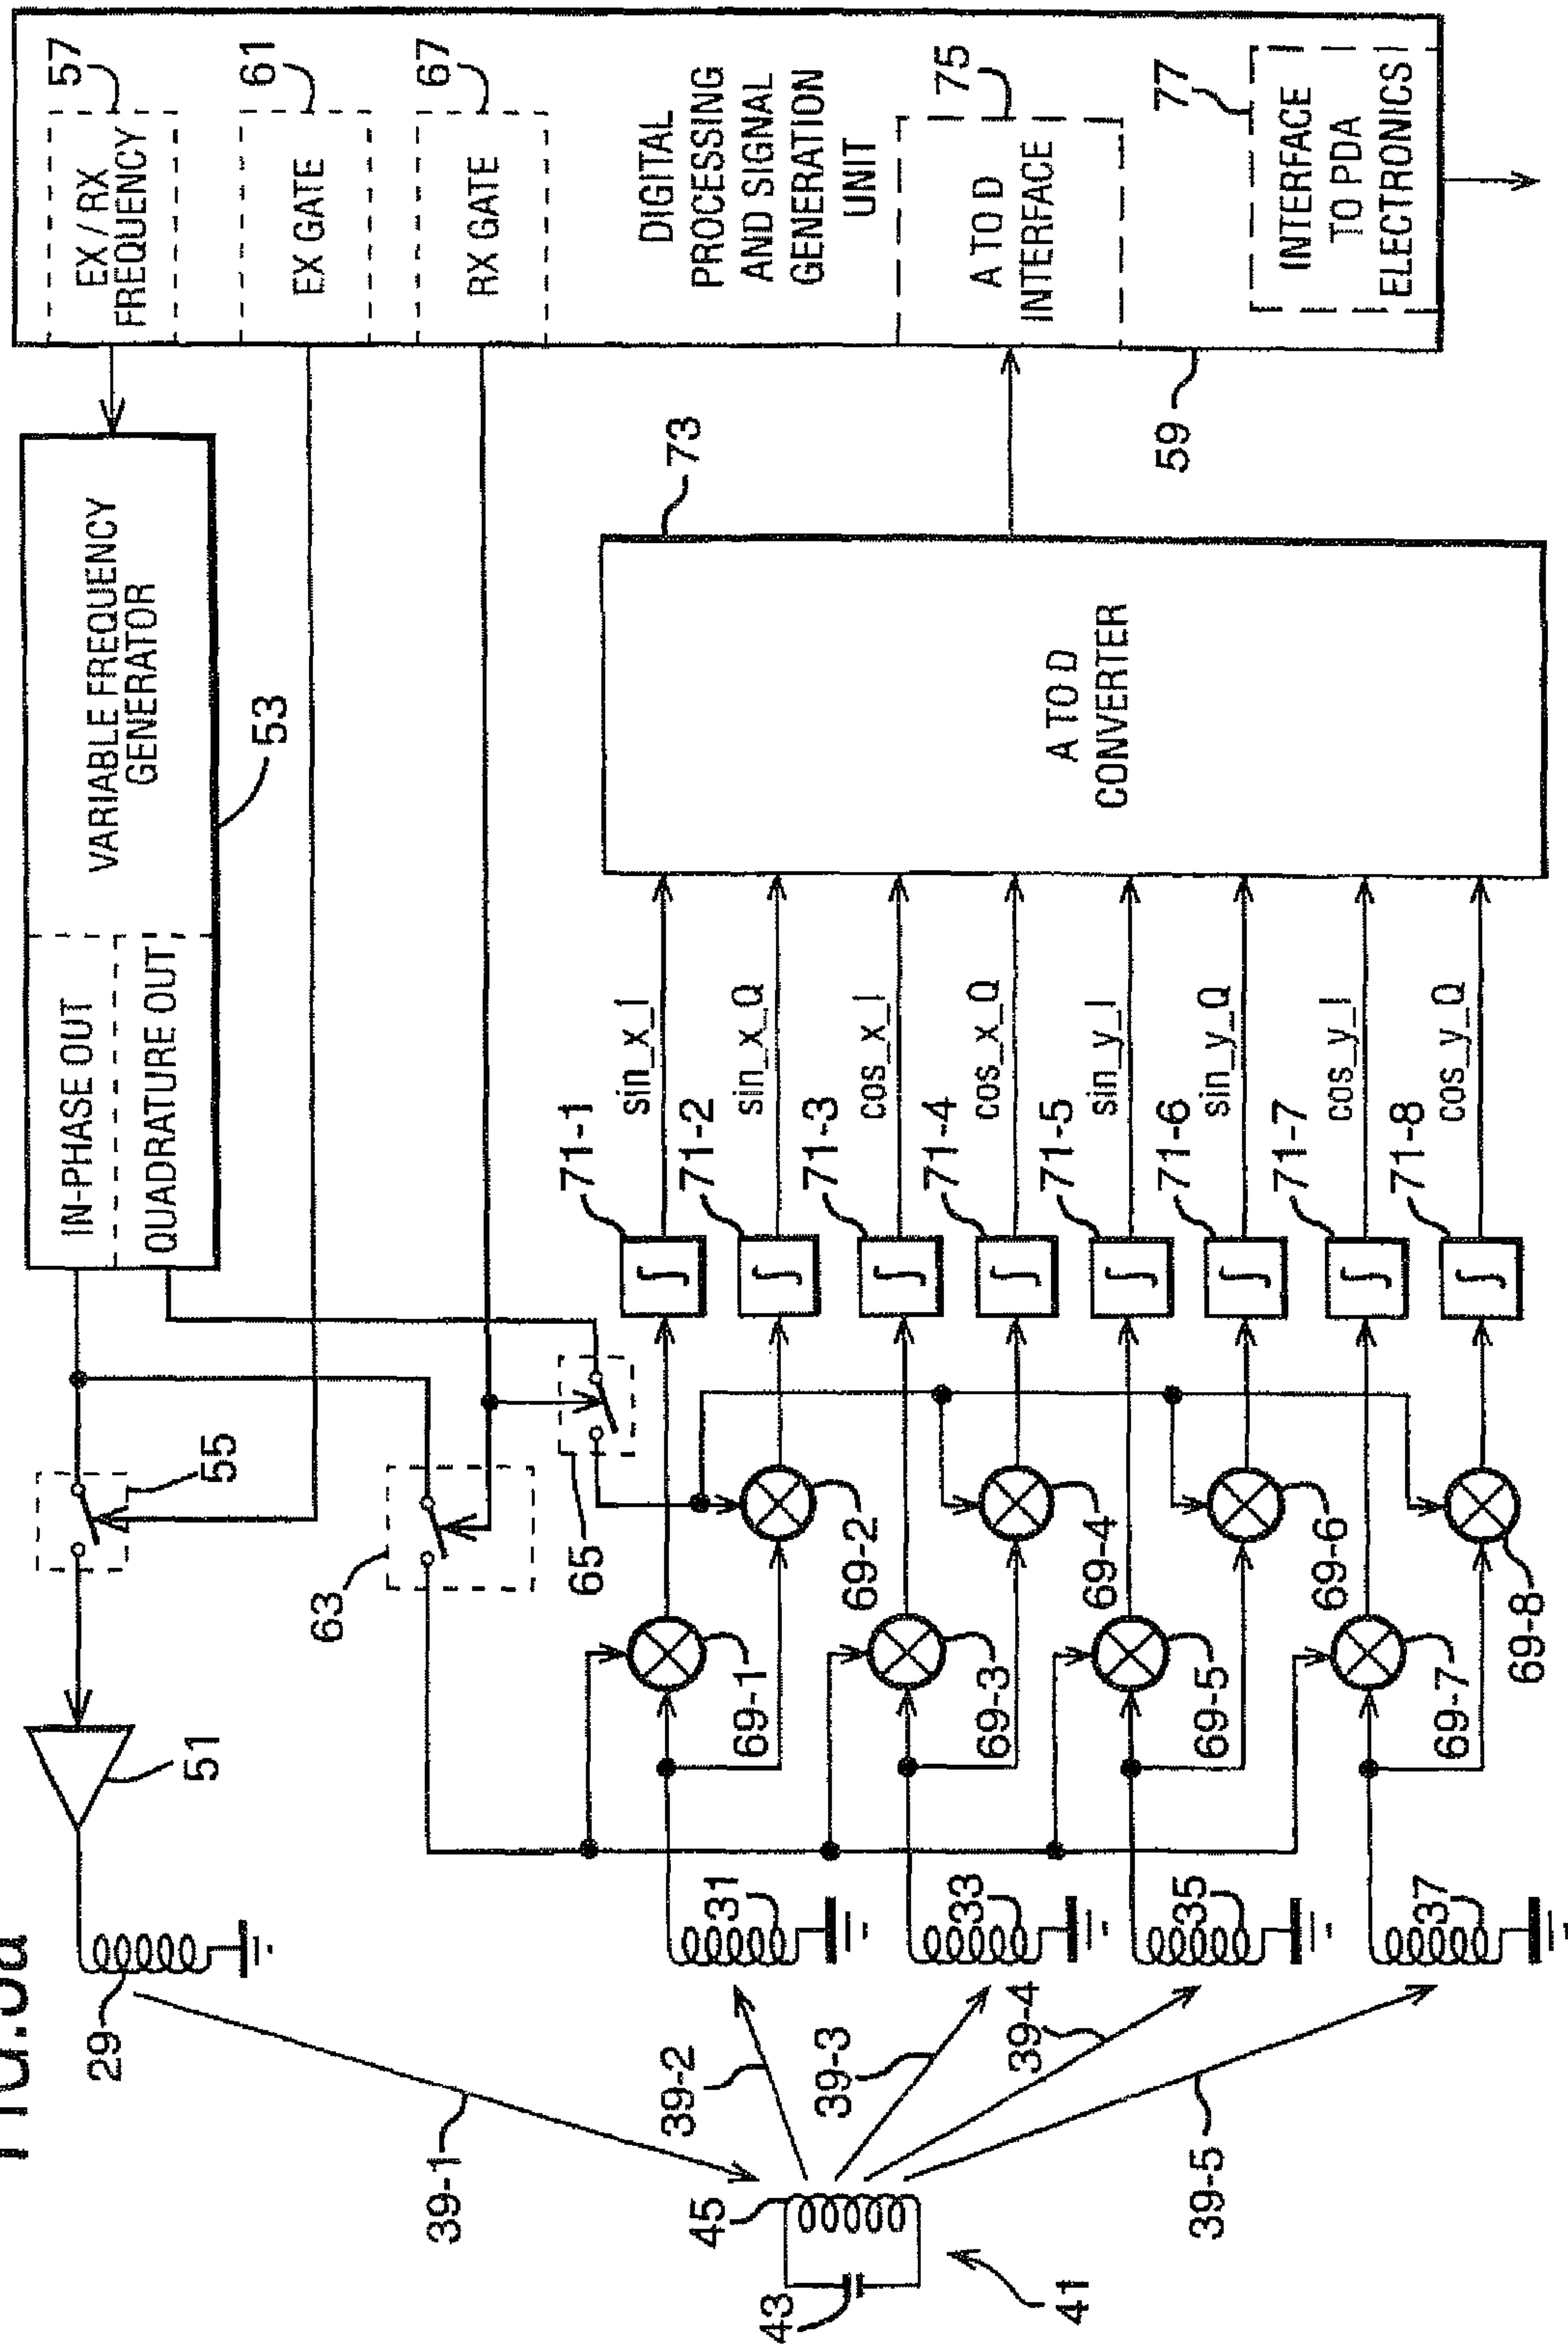 29
51
55
IN-PHASE OUT
QUADRATURE OUT
VARIABLE FREQUENCY
GENERATOR
53
EX / RX
FREQUENCY
57
EX GATE
61
RX GATE
67
DIGITAL
PROCESSING
AND SIGNAL
GENERATION
UNIT
A TO D
INTERFACE
75
INTERFACE
TO PDA
ELECTRONICS
77
59
63
65
39-1
39-2
39-3
39-4
39-5
45
43
41
31
33
35
37
69-1
69-2
69-3
69-4
69-5
69-6
69-7
69-8
71-1
71-2
71-3
71-4
71-5
71-6
71-7
71-8
∫
∫
∫
∫
∫
∫
∫
∫
sin_x_I
sin_x_Q
cos_x_I
cos_x_Q
sin_y_I
sin_y_Q
cos_y_I
cos_y_Q
73
A TO D
CONVERTER